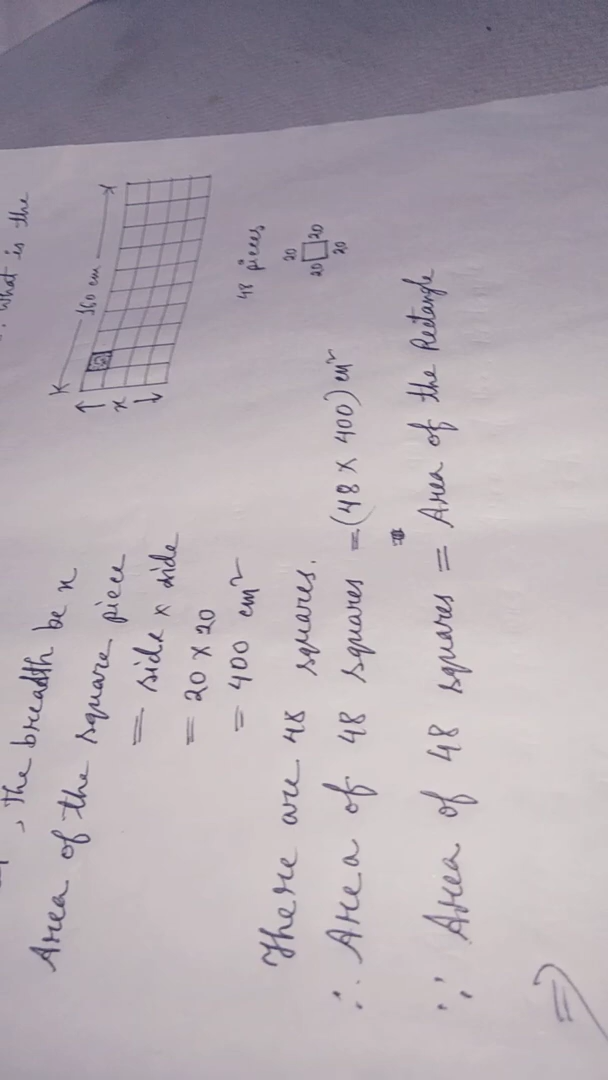 . What is the
K 160 cm X
↑
x
↓
48 pieces
20
20 20
20
, The breadth be x
Area of the square piece
= side x side
= 20 x 20
= 400 cm²
There are 48 squares.
∴ Area of 48 squares = (48 x 400) cm²
∵ Area of 48 squares = Area of the Rectangle
⇒